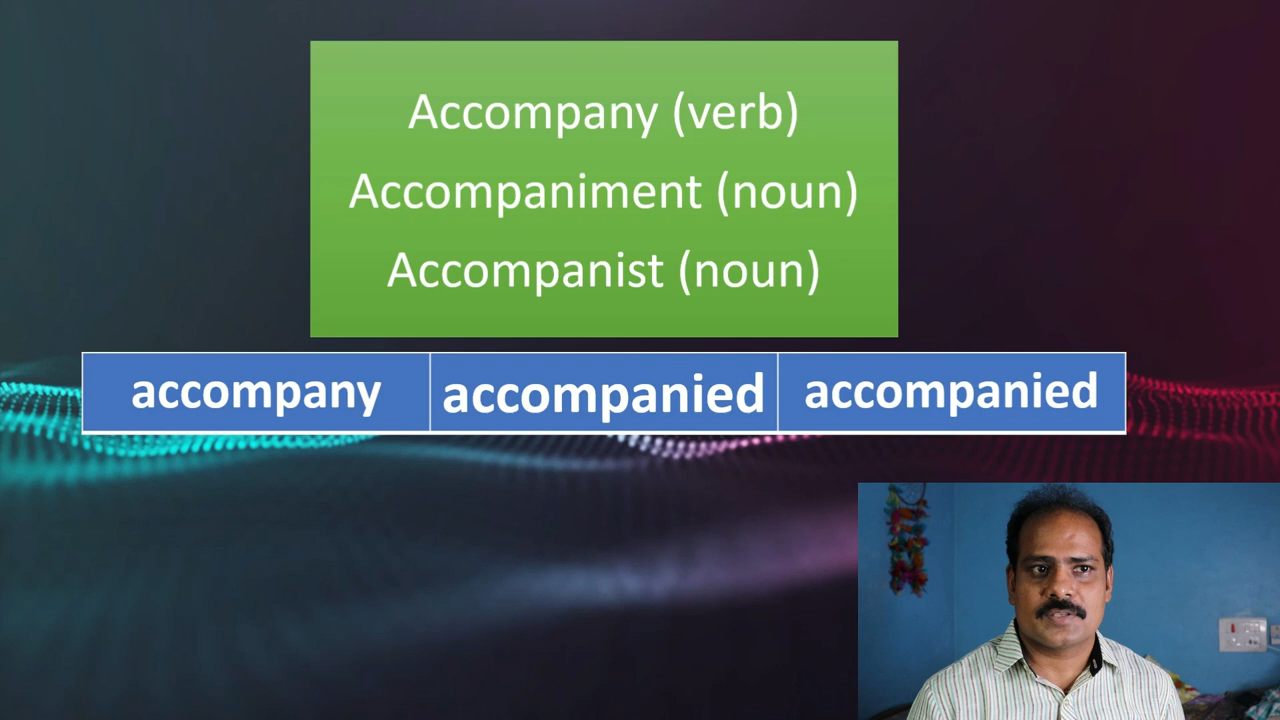 Accompany (verb)
Accompaniment (noun)
Accompanist (noun)
accompany accompanied accompanied